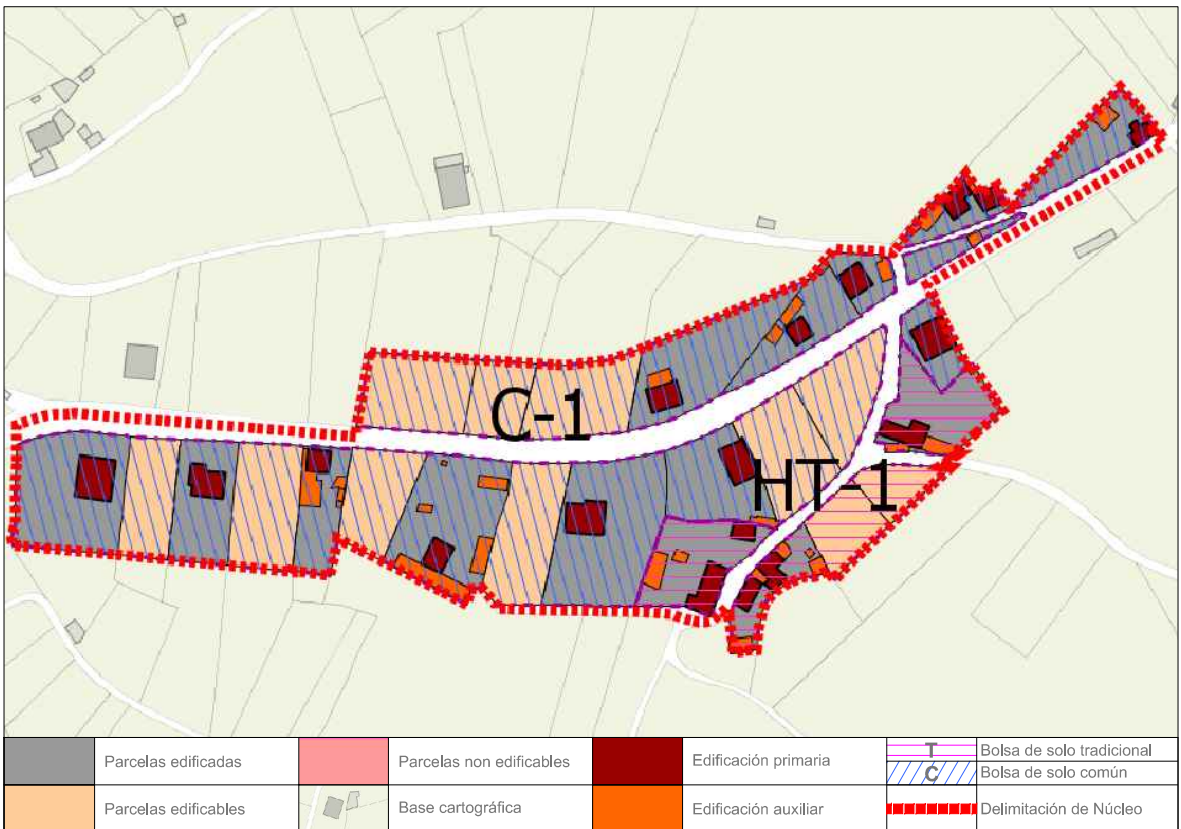 C-1
HT-1
Parcelas edificadas
Parcelas non edificables
Edificación primaria
T
Bolsa de solo tradicional
C
Bolsa de solo común
Parcelas edificables
Base cartográfica
Edificación auxiliar
Delimitación de Núcleo